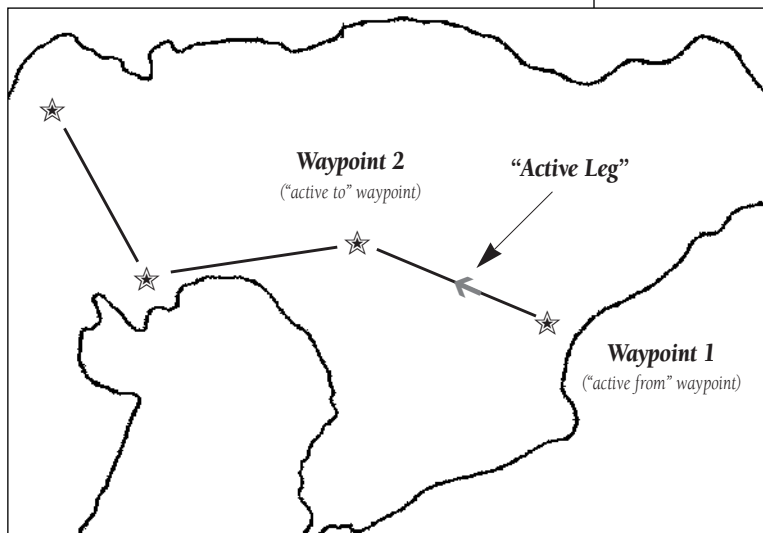 Waypoint 2
(“active to” waypoint)
“Active Leg”
Waypoint 1
(“active from” waypoint)